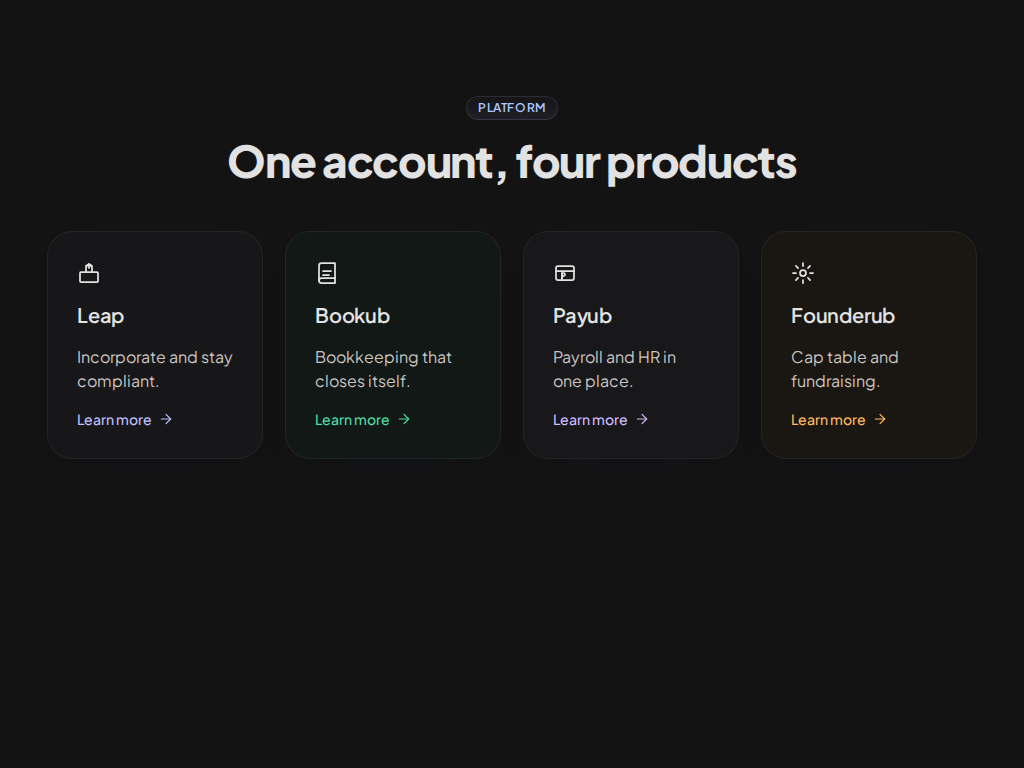 PLATFORM
One account, four products
Leap
Incorporate and stay
compliant.
Learn more
Bookub
Bookkeeping that
closes itself.
Learn more
Payub
Payroll and HR in
one place.
Learn more
Founderub
Cap table and
fundraising.
Learn more